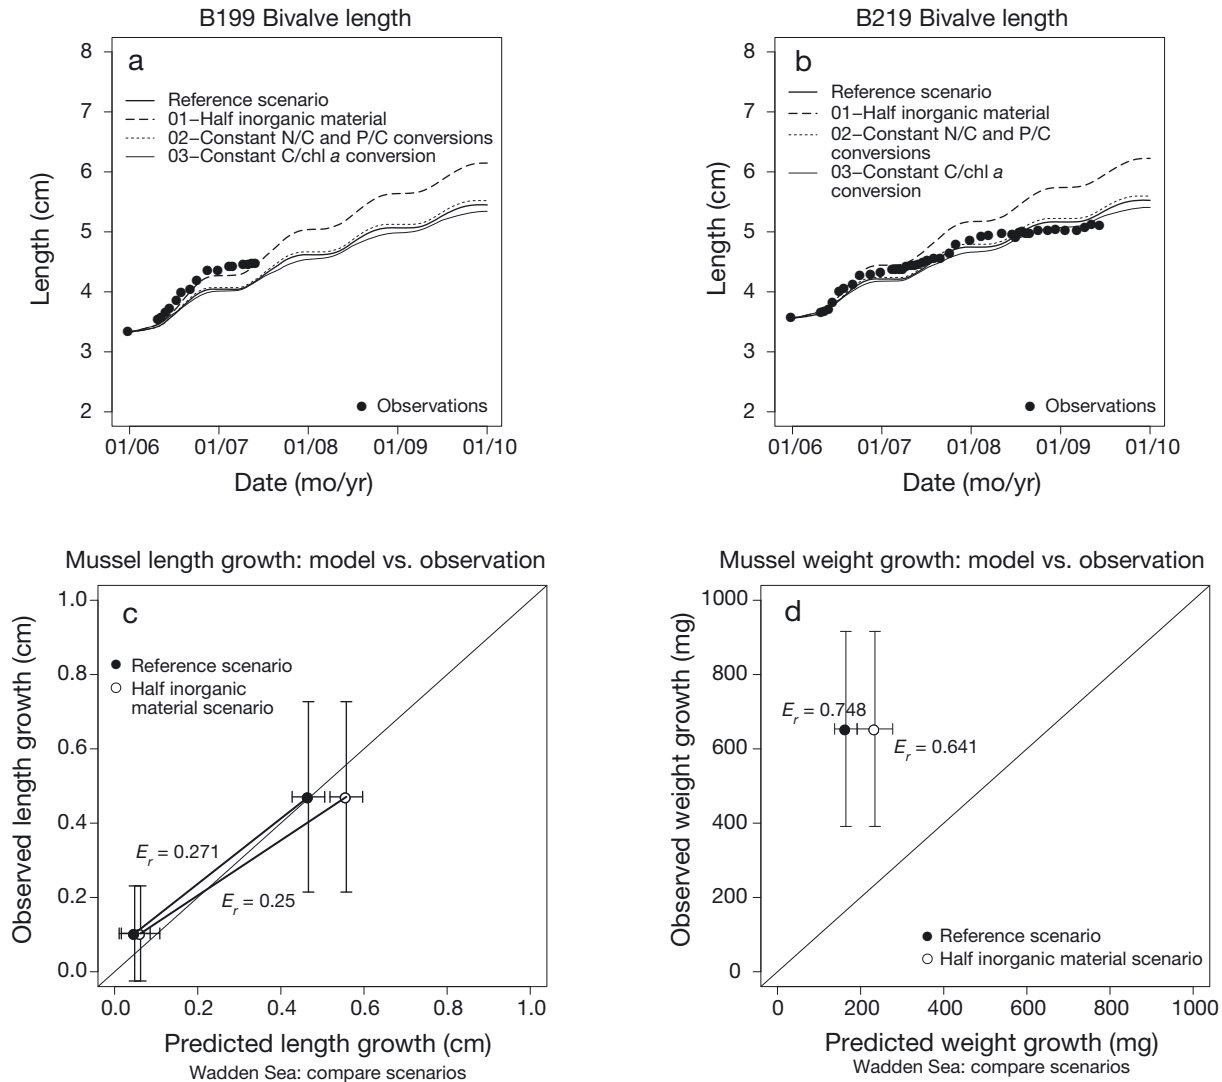 B199 Bivalve length
a
8
7
6
5
4
3
2
Length (cm)
Reference scenario
01–Half inorganic material
02–Constant N/C and P/C conversions
03–Constant C/chl a conversion
Observations
01/06 01/07 01/08 01/09 01/10
Date (mo/yr)
B219 Bivalve length
b
8
7
6
5
4
3
2
Length (cm)
Reference scenario
01–Half inorganic material
02–Constant N/C and P/C
conversions
03–Constant C/chl a
conversion
Observations
01/06 01/07 01/08 01/09 01/10
Date (mo/yr)
Mussel length growth: model vs. observation
c
1.0
0.8
0.6
0.4
0.2
0.0
Observed length growth (cm)
Reference scenario
Half inorganic
material scenario
Er = 0.271
Er = 0.25
0.0 0.2 0.4 0.6 0.8 1.0
Predicted length growth (cm)
Wadden Sea: compare scenarios
Mussel weight growth: model vs. observation
d
1000
800
600
400
200
0
Observed weight growth (mg)
Er = 0.748
Er = 0.641
Reference scenario
Half inorganic material scenario
0 200 400 600 800 1000
Predicted weight growth (mg)
Wadden Sea: compare scenarios